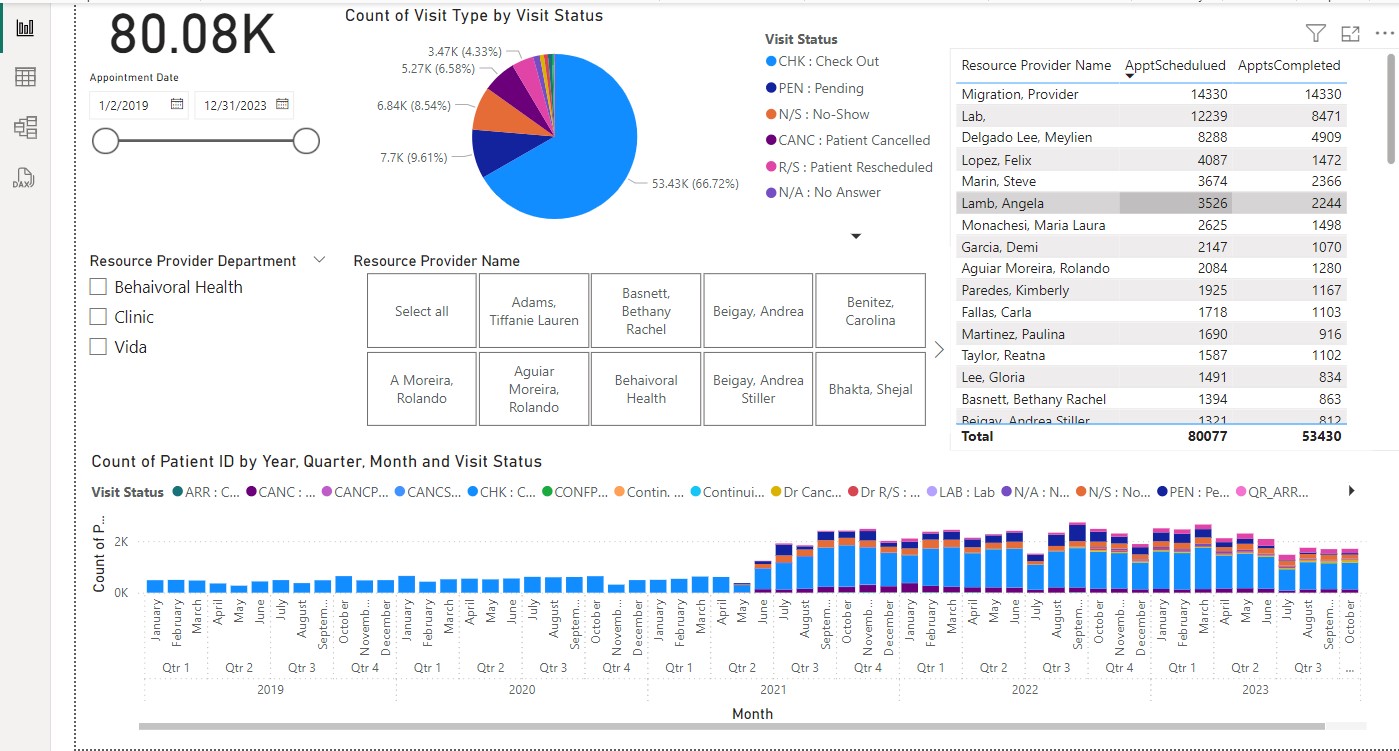 80.08K
Appointment Date
1/2/2019 12/31/2023
Count of Visit Type by Visit Status
3.47K (4.33%)
5.27K (6.58%)
6.84K (8.54%)
7.7K (9.61%)
53.43K (66.72%)
Visit Status
CHK : Check Out
PEN : Pending
N/S : No-Show
CANC : Patient Cancelled
R/S : Patient Rescheduled
N/A : No Answer
Resource Provider Name ApptSchedulued ApptsCompleted
Migration, Provider 14330 14330
Lab, 12239 8471
Delgado Lee, Meylien 8288 4909
Lopez, Felix 4087 1472
Marin, Steve 3674 2366
Lamb, Angela 3526 2244
Monachesi, Maria Laura 2625 1498
Garcia, Demi 2147 1070
Aguiar Moreira, Rolando 2084 1280
Paredes, Kimberly 1925 1167
Fallas, Carla 1718 1103
Martinez, Paulina 1690 916
Taylor, Reatna 1587 1102
Lee, Gloria 1491 834
Basnett, Bethany Rachel 1394 863
Beigay, Andrea Stiller 1321 812
Total 80077 53430
DAX
Resource Provider Department
Behaivoral Health
Clinic
Vida
Resource Provider Name
Select all
Adams,
Tiffanie Lauren
Basnett,
Bethany
Rachel
Beigay, Andrea
Benitez,
Carolina
A Moreira,
Rolando
Aguiar
Moreira,
Rolando
Behaivoral
Health
Beigay, Andrea
Stiller
Bhakta, Shejal
Count of Patient ID by Year, Quarter, Month and Visit Status
Visit Status ARR : C... CANC : ... CANCP... CANCS... CHK : C... CONFP... Contin. ... Continui... Dr Canc... Dr R/S : ... LAB : Lab N/A : N... N/S : No... PEN : Pe... QR_ARR...
Count of P...
2K
0K
January February March April May June July August Septem... October Novemb... December January February March April May June July August Septem... October Novemb... December January February March April May June July August Septem... October Novemb... December January February March April May June July August Septem... October Novemb... December January February March April May June July August Septem... October
Qtr 1 Qtr 2 Qtr 3 Qtr 4 Qtr 1 Qtr 2 Qtr 3 Qtr 4 Qtr 1 Qtr 2 Qtr 3 Qtr 4 Qtr 1 Qtr 2 Qtr 3 Qtr 4 Qtr 1 Qtr 2 Qtr 3 ...
2019 2020 2021 2022 2023
Month